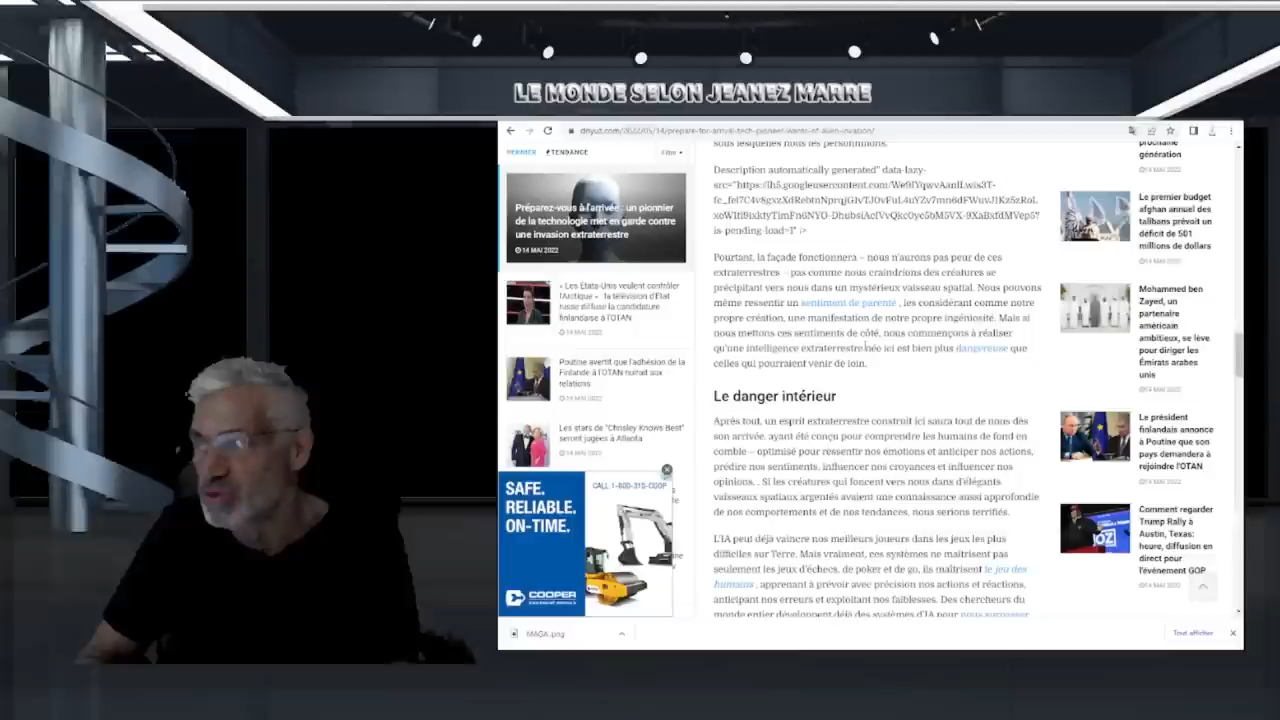 LE MONDE SELON JEANEZ MARRE
dnyuz.com/2022/05/14/prepare-for-arrival-tech-pioneer-warns-of-alien-invasion/
DERNIER TENDANCE Filtre
Préparez-vous à l'arrivée : un pionnier
de la technologie met en garde contre
une invasion extraterrestre
14 MAI 2022
« Les États-Unis veulent contrôler
l'Arctique » : la télévision d'État
russe diffuse la candidature
finlandaise à l'OTAN
14 MAI 2022
Poutine avertit que l'adhésion de la
Finlande à l'OTAN nuirait aux
relations
14 MAI 2022
Les stars de "Chrisley Knows Best"
seront jugées à Atlanta
14 MAI 2022
SAFE.
RELIABLE.
ON-TIME.
CALL 1-800-315-COOP
COOPER
sous lesquelles nous les personnifions.
Description automatically generated" data-lazy-
is-pending-load=1" />
Pourtant, la façade fonctionnera – nous n'aurons pas peur de ces
extraterrestres – pas comme nous craindrions des créatures se
précipitant vers nous dans un mystérieux vaisseau spatial. Nous pouvons
même ressentir un sentiment de parenté , les considérant comme notre
propre création, une manifestation de notre propre ingéniosité. Mais si
nous mettons ces sentiments de côté, nous commençons à réaliser
qu'une intelligence extraterrestre née ici est bien plus dangereuse que
celles qui pourraient venir de loin.
Le danger intérieur
Après tout, un esprit extraterrestre construit ici saura tout de nous dès
son arrivée, ayant été conçu pour comprendre les humains de fond en
comble – optimisé pour ressentir nos émotions et anticiper nos actions,
prédire nos sentiments, influencer nos croyances et influencer nos
opinions. . Si les créatures qui foncent vers nous dans d'élégants
vaisseaux spatiaux argentés avaient une connaissance aussi approfondie
de nos comportements et de nos tendances, nous serions terrifiés.
L'IA peut déjà vaincre nos meilleurs joueurs dans les jeux les plus
difficiles sur Terre. Mais vraiment, ces systèmes ne maîtrisent pas
seulement les jeux d'échecs, de poker et de go, ils maîtrisent le jeu des
humains , apprenant à prévoir avec précision nos actions et réactions,
anticipant nos erreurs et exploitant nos faiblesses. Des chercheurs du
monde entier développent déjà des systèmes d'IA pour nous surpasser
prochaine
génération
14 MAI 2022
Le premier budget
afghan annuel des
talibans prévoit un
déficit de 501
millions de dollars
14 MAI 2022
Mohammed ben
Zayed, un
partenaire
américain
ambitieux, se lève
pour diriger les
Émirats arabes
unis
14 MAI 2022
Le président
finlandais annonce
à Poutine que son
pays demandera à
rejoindre l'OTAN
14 MAI 2022
OZ
Comment regarder
Trump Rally à
Austin, Texas:
heure, diffusion en
direct pour
l'événement GOP
14 MAI 2022
MAGA.png
Tout afficher